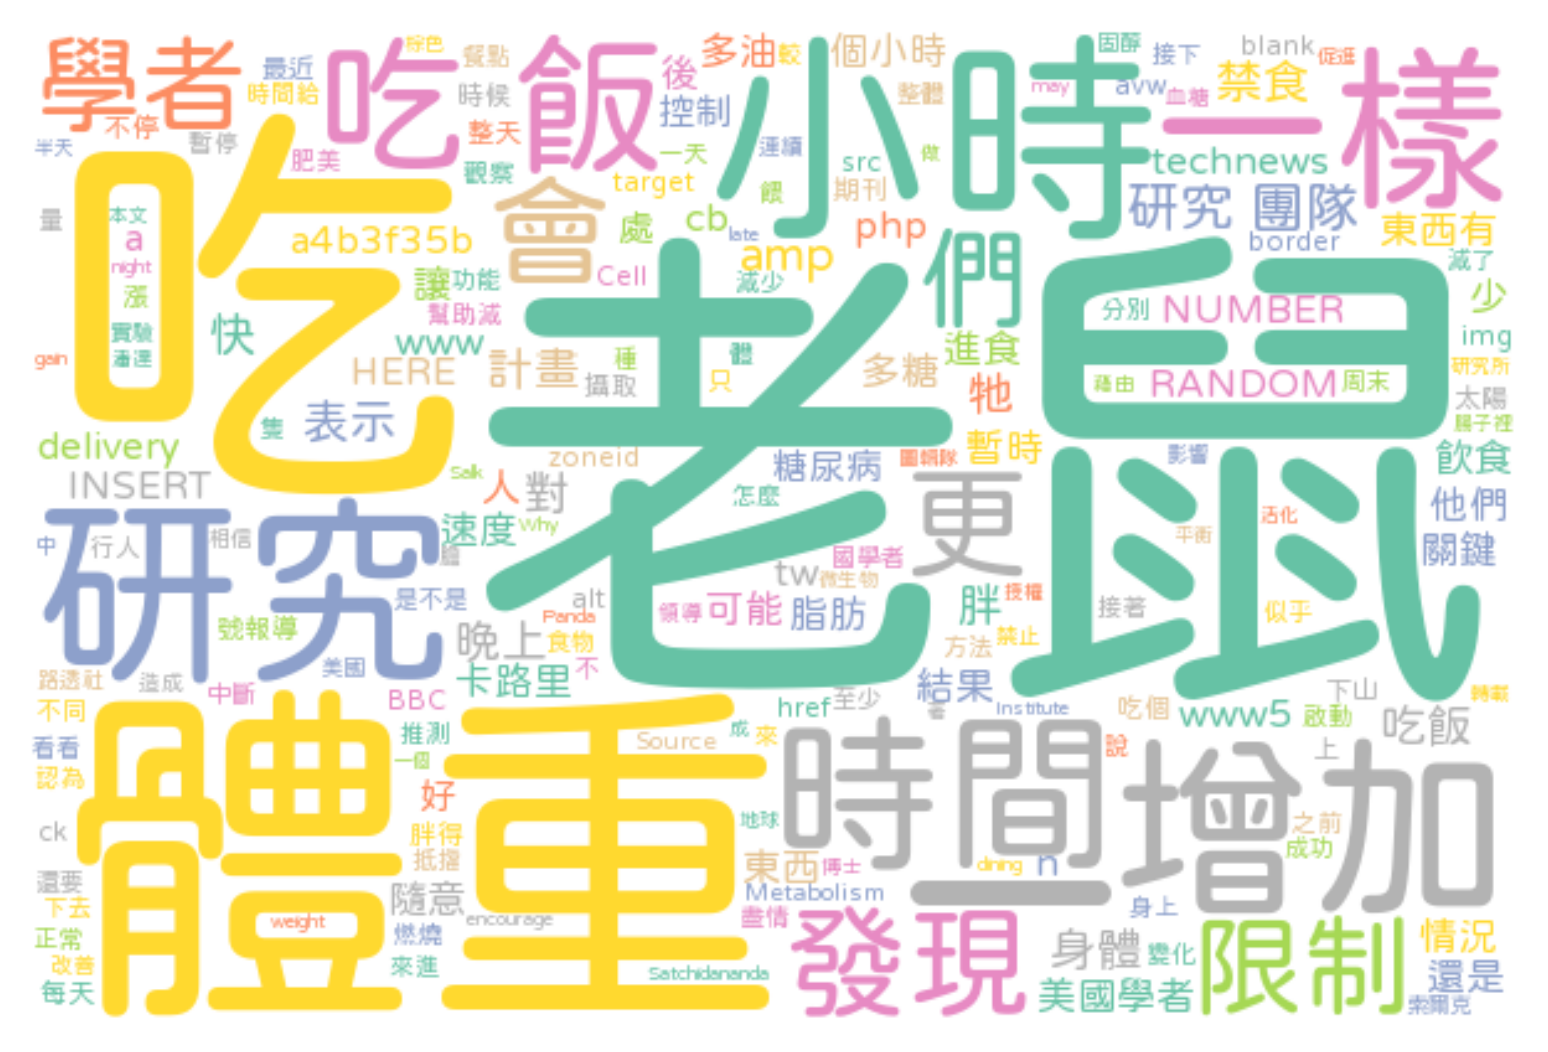 學者
吃飯
小時
一樣
棕色
餐點
多油
較
個小時
固醇
接下
blank
促進
最近
時間給
時候
後
控制
整體
may
avw
血糖
禁食
不停
暫停
整天
一天
連續
src
做
technews
半天
肥美
觀察
target
餵
期刊
研究 團隊
吃
會
處
cb
late
php
東西有
量
本文
a
a4b3f35b
amp
們
border
減了
night
讓
功能
Cell
減少
少
漲
幫助減
分別
NUMBER
img
實驗
快
www
潘達
gain
HERE
計畫
種
體
進食
研究所
攝取
只
多糖
牠
藉由
RANDOM
周末
太陽
老鼠
隻
表示
腸子裡
delivery
zoneid
糖尿病
圖輯隊
暫時
影響
飲食
INSERT
Salk
人
對
怎麼
更
他們
研究
速度
Why
活化
平衡
中
行人
相信
國學者
關鍵
tw
微生物
是不是
alt
領導
可能
脂肪
胖
授權
接著
似乎
號報導
Panda
晚上
食物
方法
禁止
美國
路透社
造成
中斷
BBC
卡路里
不
結果
下山
轉載
不同
href
至少
著
Institute
吃個
www5
啟動
吃飯
體重
看看
推測
Source
成
來
時間
說
增加
上
認為
一個
好
ck
胖得
地球
之前
抵擋
東西
博士
dining
n
成功
還要
隨意
Metabolism
一
下去
weight
encourage
盡情
發現
身上
限制
情況
正常
燃燒
身體
變化
改善
來進
Satchidananda
還是
每天
美國學者
索爾克